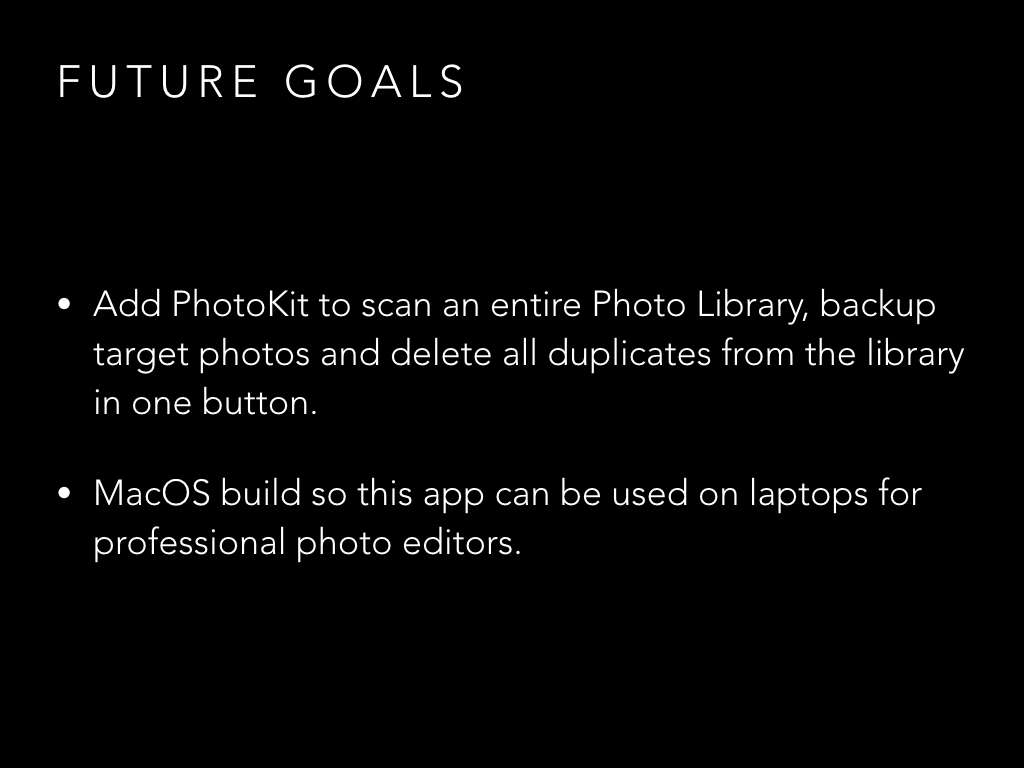 FUTURE GOALS
• Add PhotoKit to scan an entire Photo Library, backup
target photos and delete all duplicates from the library
in one button.
• MacOS build so this app can be used on laptops for
professional photo editors.